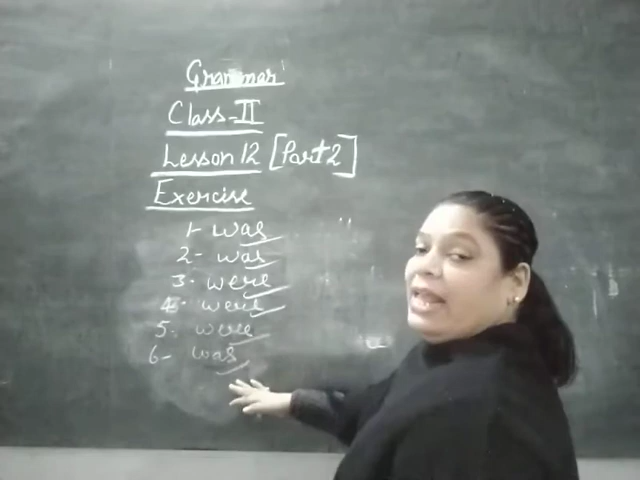 Grammar
Class-II
Lesson 12 [Part 2]
Exercise
1- was
2- was
3. were
4. were
5. were
6- was